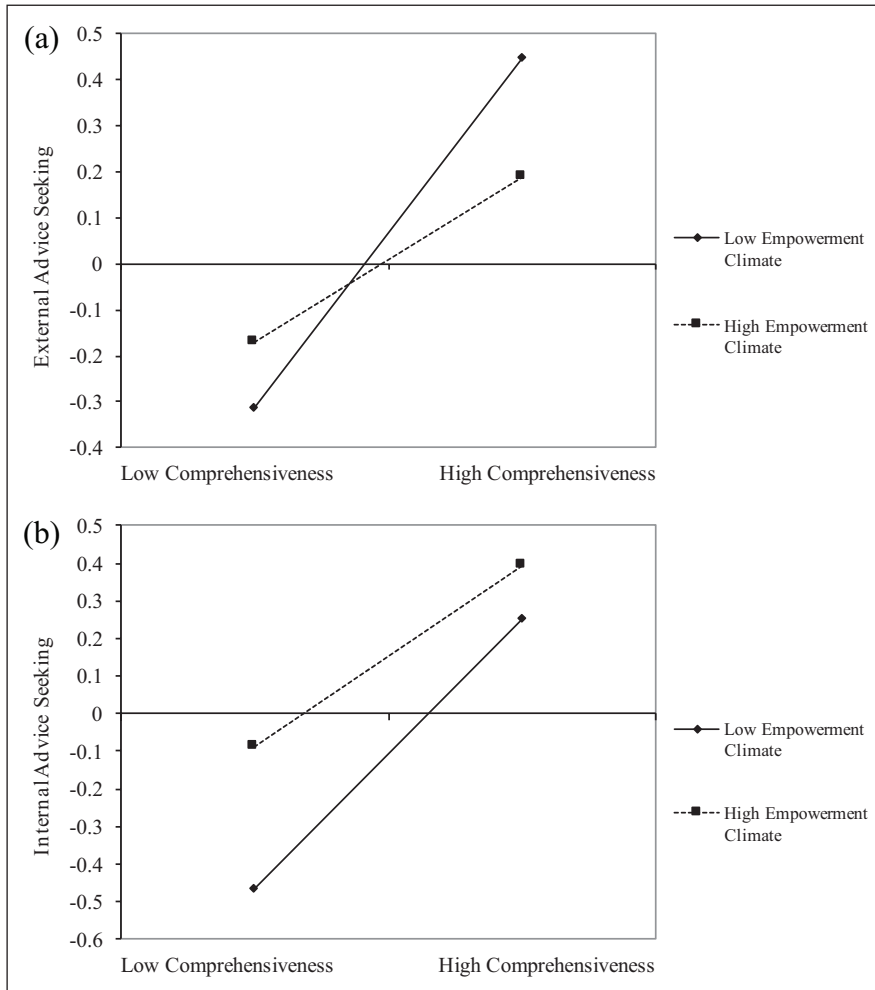 (a)
0.5
0.4
0.3
0.2
0.1
0
-0.1
-0.2
-0.3
-0.4
External Advice Seeking
Low Comprehensiveness
High Comprehensiveness
Low Empowerment
Climate
High Empowerment
Climate
(b)
0.5
0.4
0.3
0.2
0.1
0
-0.1
-0.2
-0.3
-0.4
-0.5
-0.6
Internal Advice Seeking
Low Comprehensiveness
High Comprehensiveness
Low Empowerment
Climate
High Empowerment
Climate